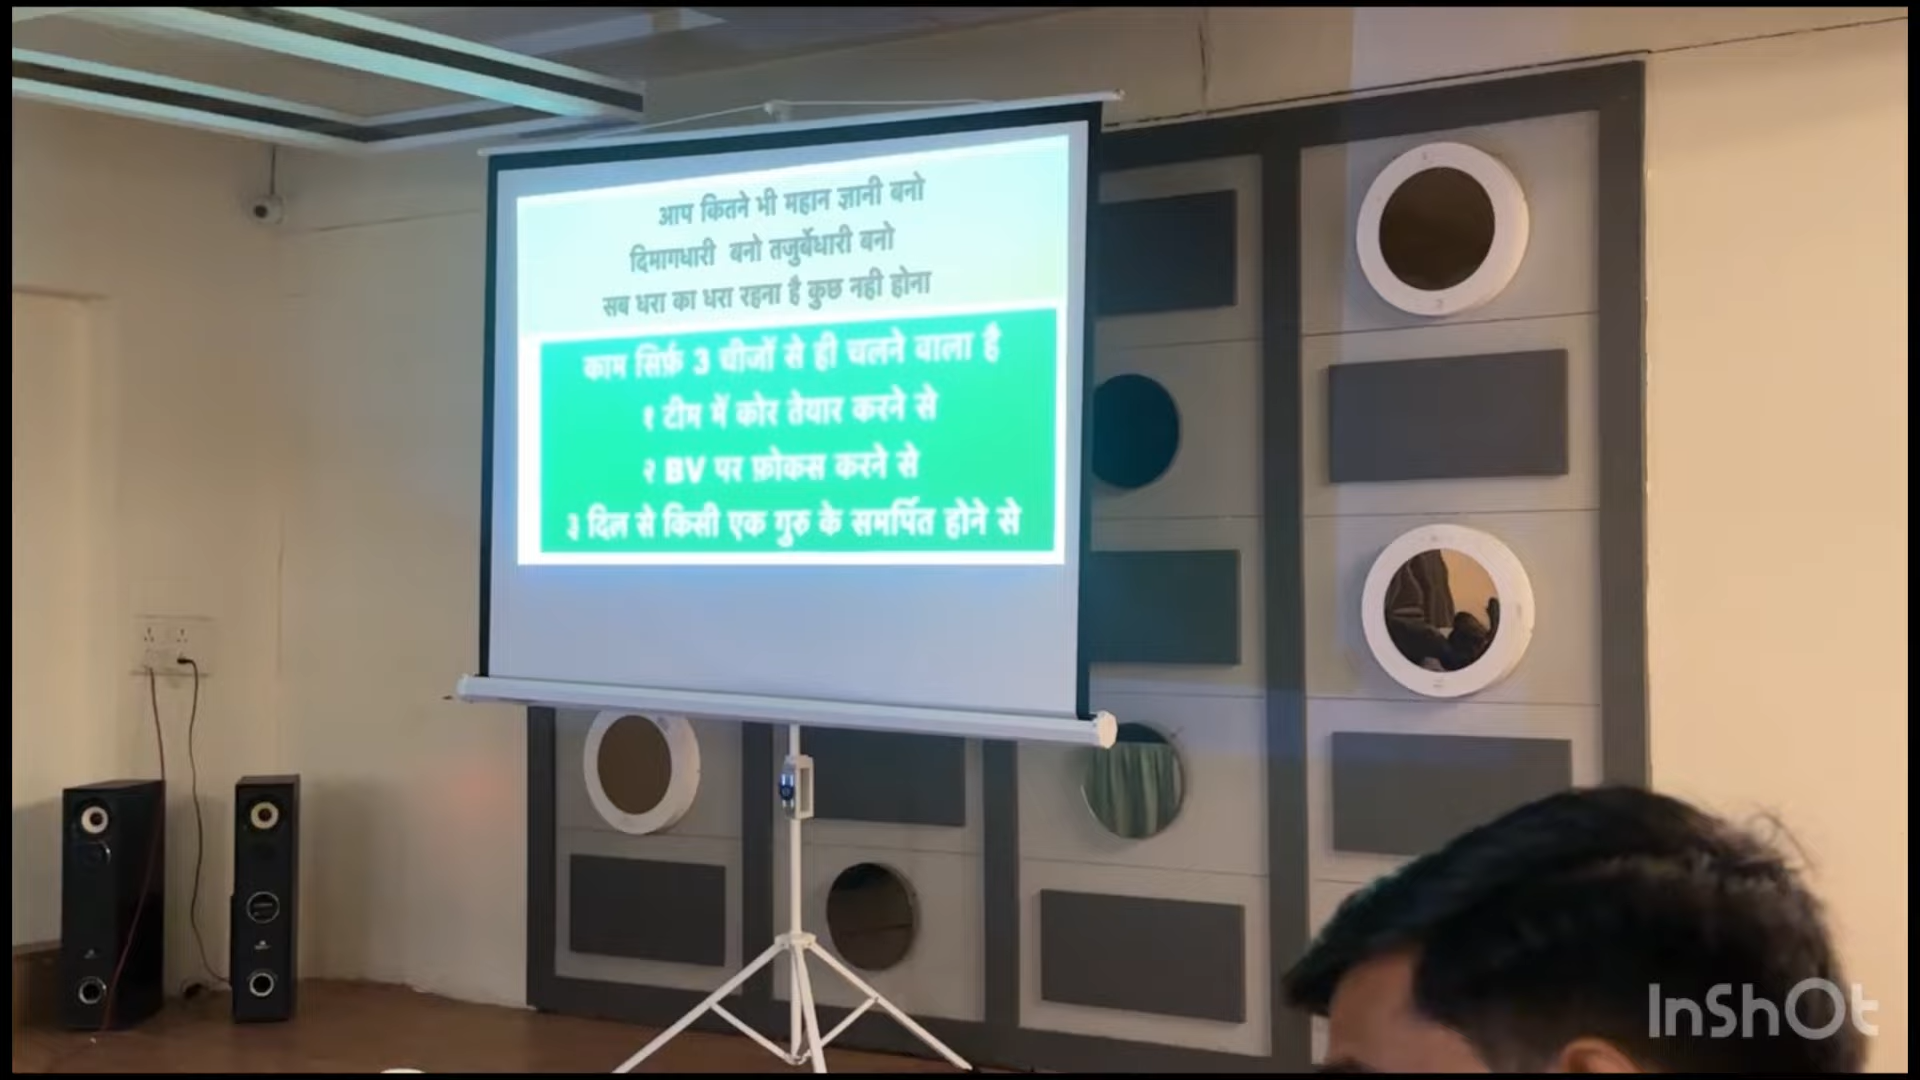 आप कितने भी महान ज्ञानी बनो
दिमागधारी बनो तजुर्बेधारी बनो
सब धरा का धरा रहना है कुछ नही होना
काम सिर्फ़ 3 चीजों से ही चलने वाला है
१ टीम में कोर तेयार करने से
२ BV पर फ़ोकस करने से
३ दिल से किसी एक गुरु के समर्पित होने से
InShOt